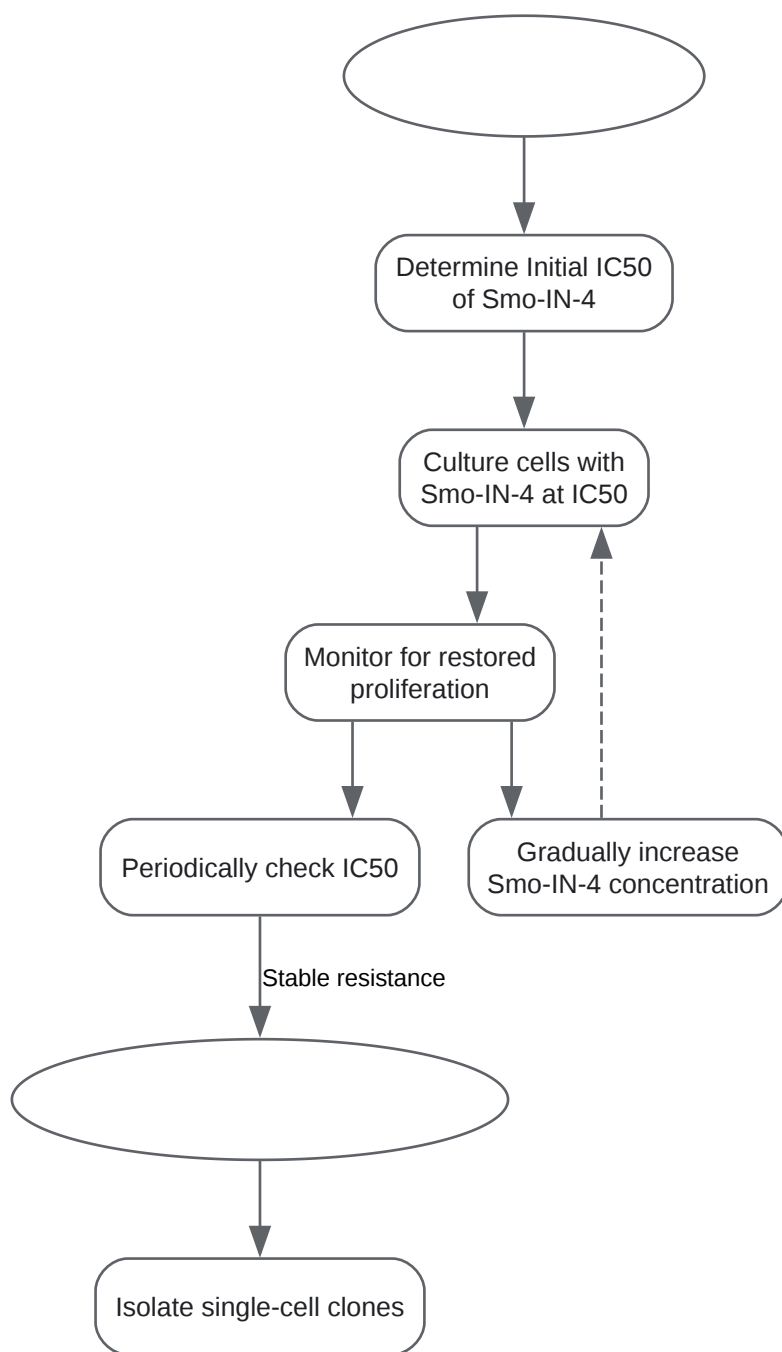 Determine Initial IC50
of Smo-IN-4
Culture cells with
Smo-IN-4 at IC50
Monitor for restored
proliferation
Periodically check IC50
Gradually increase
Smo-IN-4 concentration
Stable resistance
Isolate single-cell clones